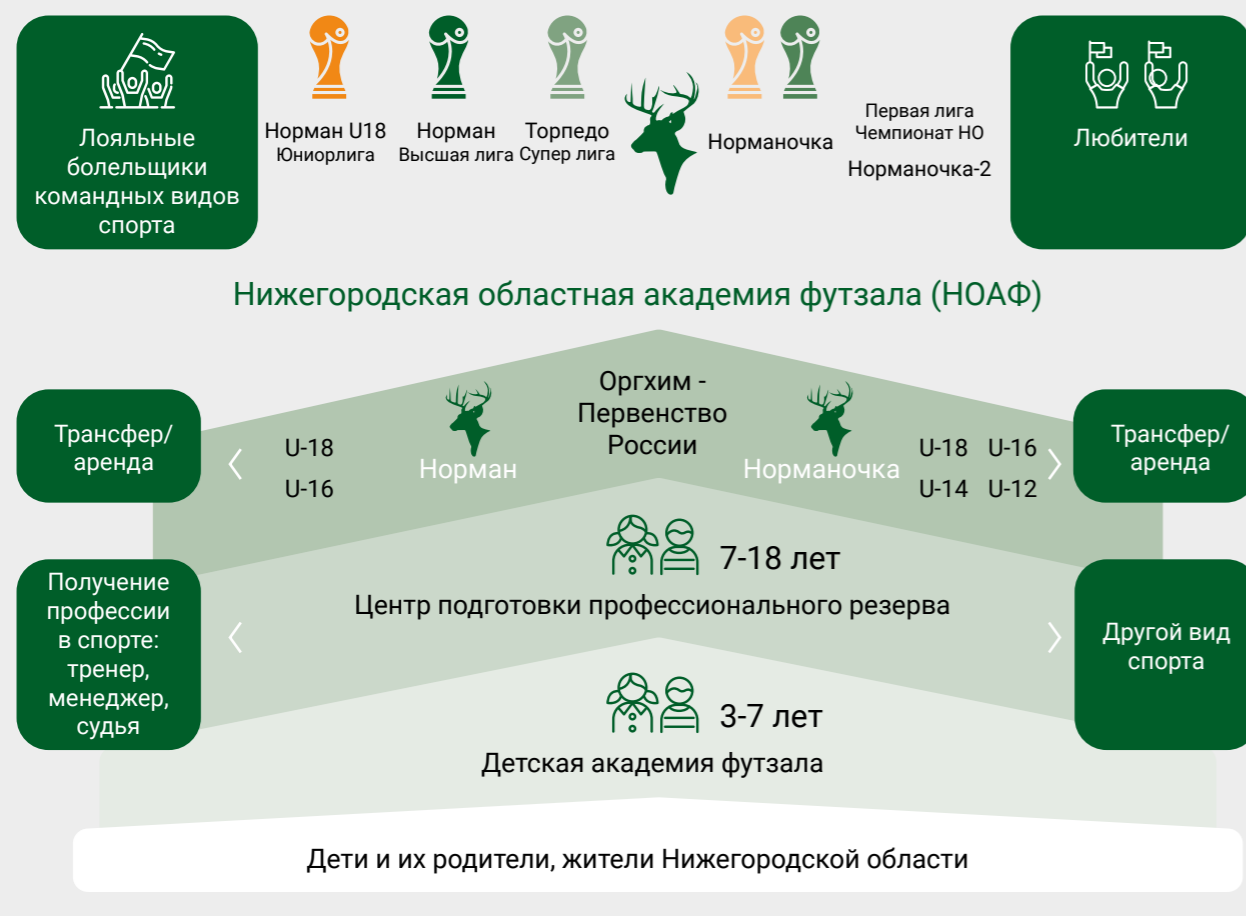 Лояльные
болельщики
командных видов
спорта
Норман U18
Юниорлига
Норман
Высшая лига
Торпедо
Супер лига
Норманочка
Первая лига
Чемпионат НО
Норманочка-2
Любители
Нижегородская областная академия футзала (НОАФ)
Трансфер/
аренда
U-18
U-16
Норман
Оргхим -
Первенство
России
Норманочка
U-18 U-16
U-14 U-12
Трансфер/
аренда
Получение
профессии
в спорте:
тренер,
менеджер,
судья
7-18 лет
Центр подготовки профессионального резерва
Другой вид
спорта
3-7 лет
Детская академия футзала
Дети и их родители, жители Нижегородской области